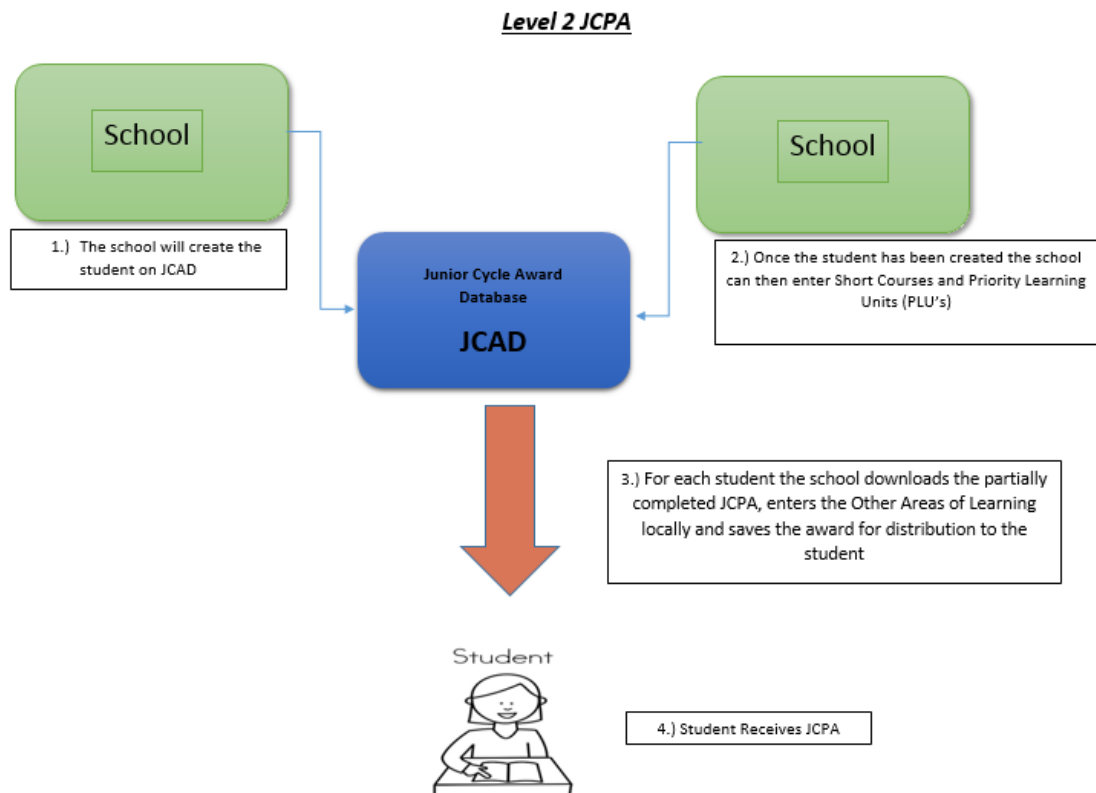 Level 2 JCPA
School
School
1.) The school will create the
student on JCAD
2.) Once the student has been created the school
can then enter Short Courses and Priority Learning
Units (PLU's)
Junior Cycle Award
Database
JCAD
3.) For each student the school downloads the partially
completed JCPA, enters the Other Areas of Learning
locally and saves the award for distribution to the
student
Student
4.) Student Receives JCPA